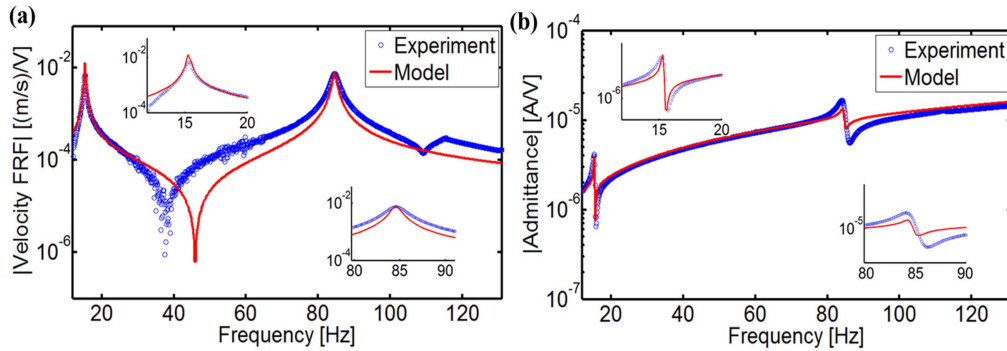 (a)
|Velocity FRF| [(m/s)/V]
10⁻²
10⁻⁴
10⁻⁶
20 40 60 80 100 120
Frequency [Hz]
Experiment
Model
10⁻²
10⁻⁴
15 20
10⁻²
10⁻⁴
80 85 90
(b)
|Admittance| [A/V]
10⁻⁴
10⁻⁵
10⁻⁶
10⁻⁷
20 40 60 80 100 120
Frequency [Hz]
Experiment
Model
10⁻⁶
15 20
10⁻⁵
80 85 90